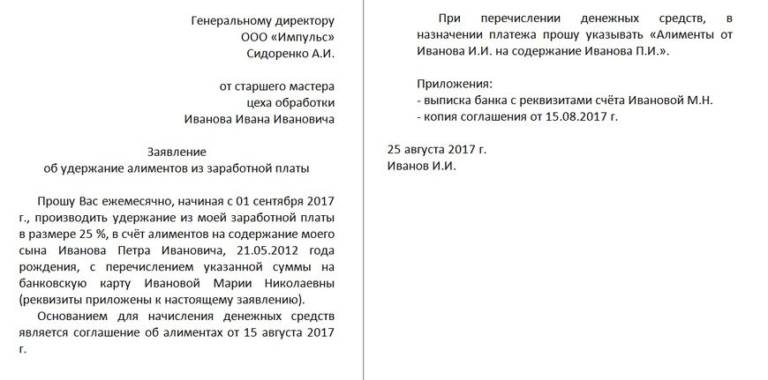 Генеральному директору
ООО «Импульс»
Сидоренко А.И.
от старшего мастера
цеха обработки
Иванова Ивана Ивановича
Заявление
об удержание алиментов из заработной платы
Прошу Вас ежемесячно, начиная с 01 сентября 2017
г., производить удержание из моей заработной платы
в размере 25 %, в счёт алиментов на содержание моего
сына Иванова Петра Ивановича, 21.05.2012 года
рождения, с перечислением указанной суммы на
банковскую карту Ивановой Марии Николаевны
(реквизиты приложены к настоящему заявлению).
Основанием для начисления денежных средств
является соглашение об алиментах от 15 августа 2017
г.
При перечислении денежных средств, в
назначении платежа прошу указывать «Алименты от
Иванова И.И. на содержание Иванова П.И.».
Приложения:
- выписка банка с реквизитами счёта Ивановой М.Н.
- копия соглашения от 15.08.2017 г.
25 августа 2017 г.
Иванов И.И.